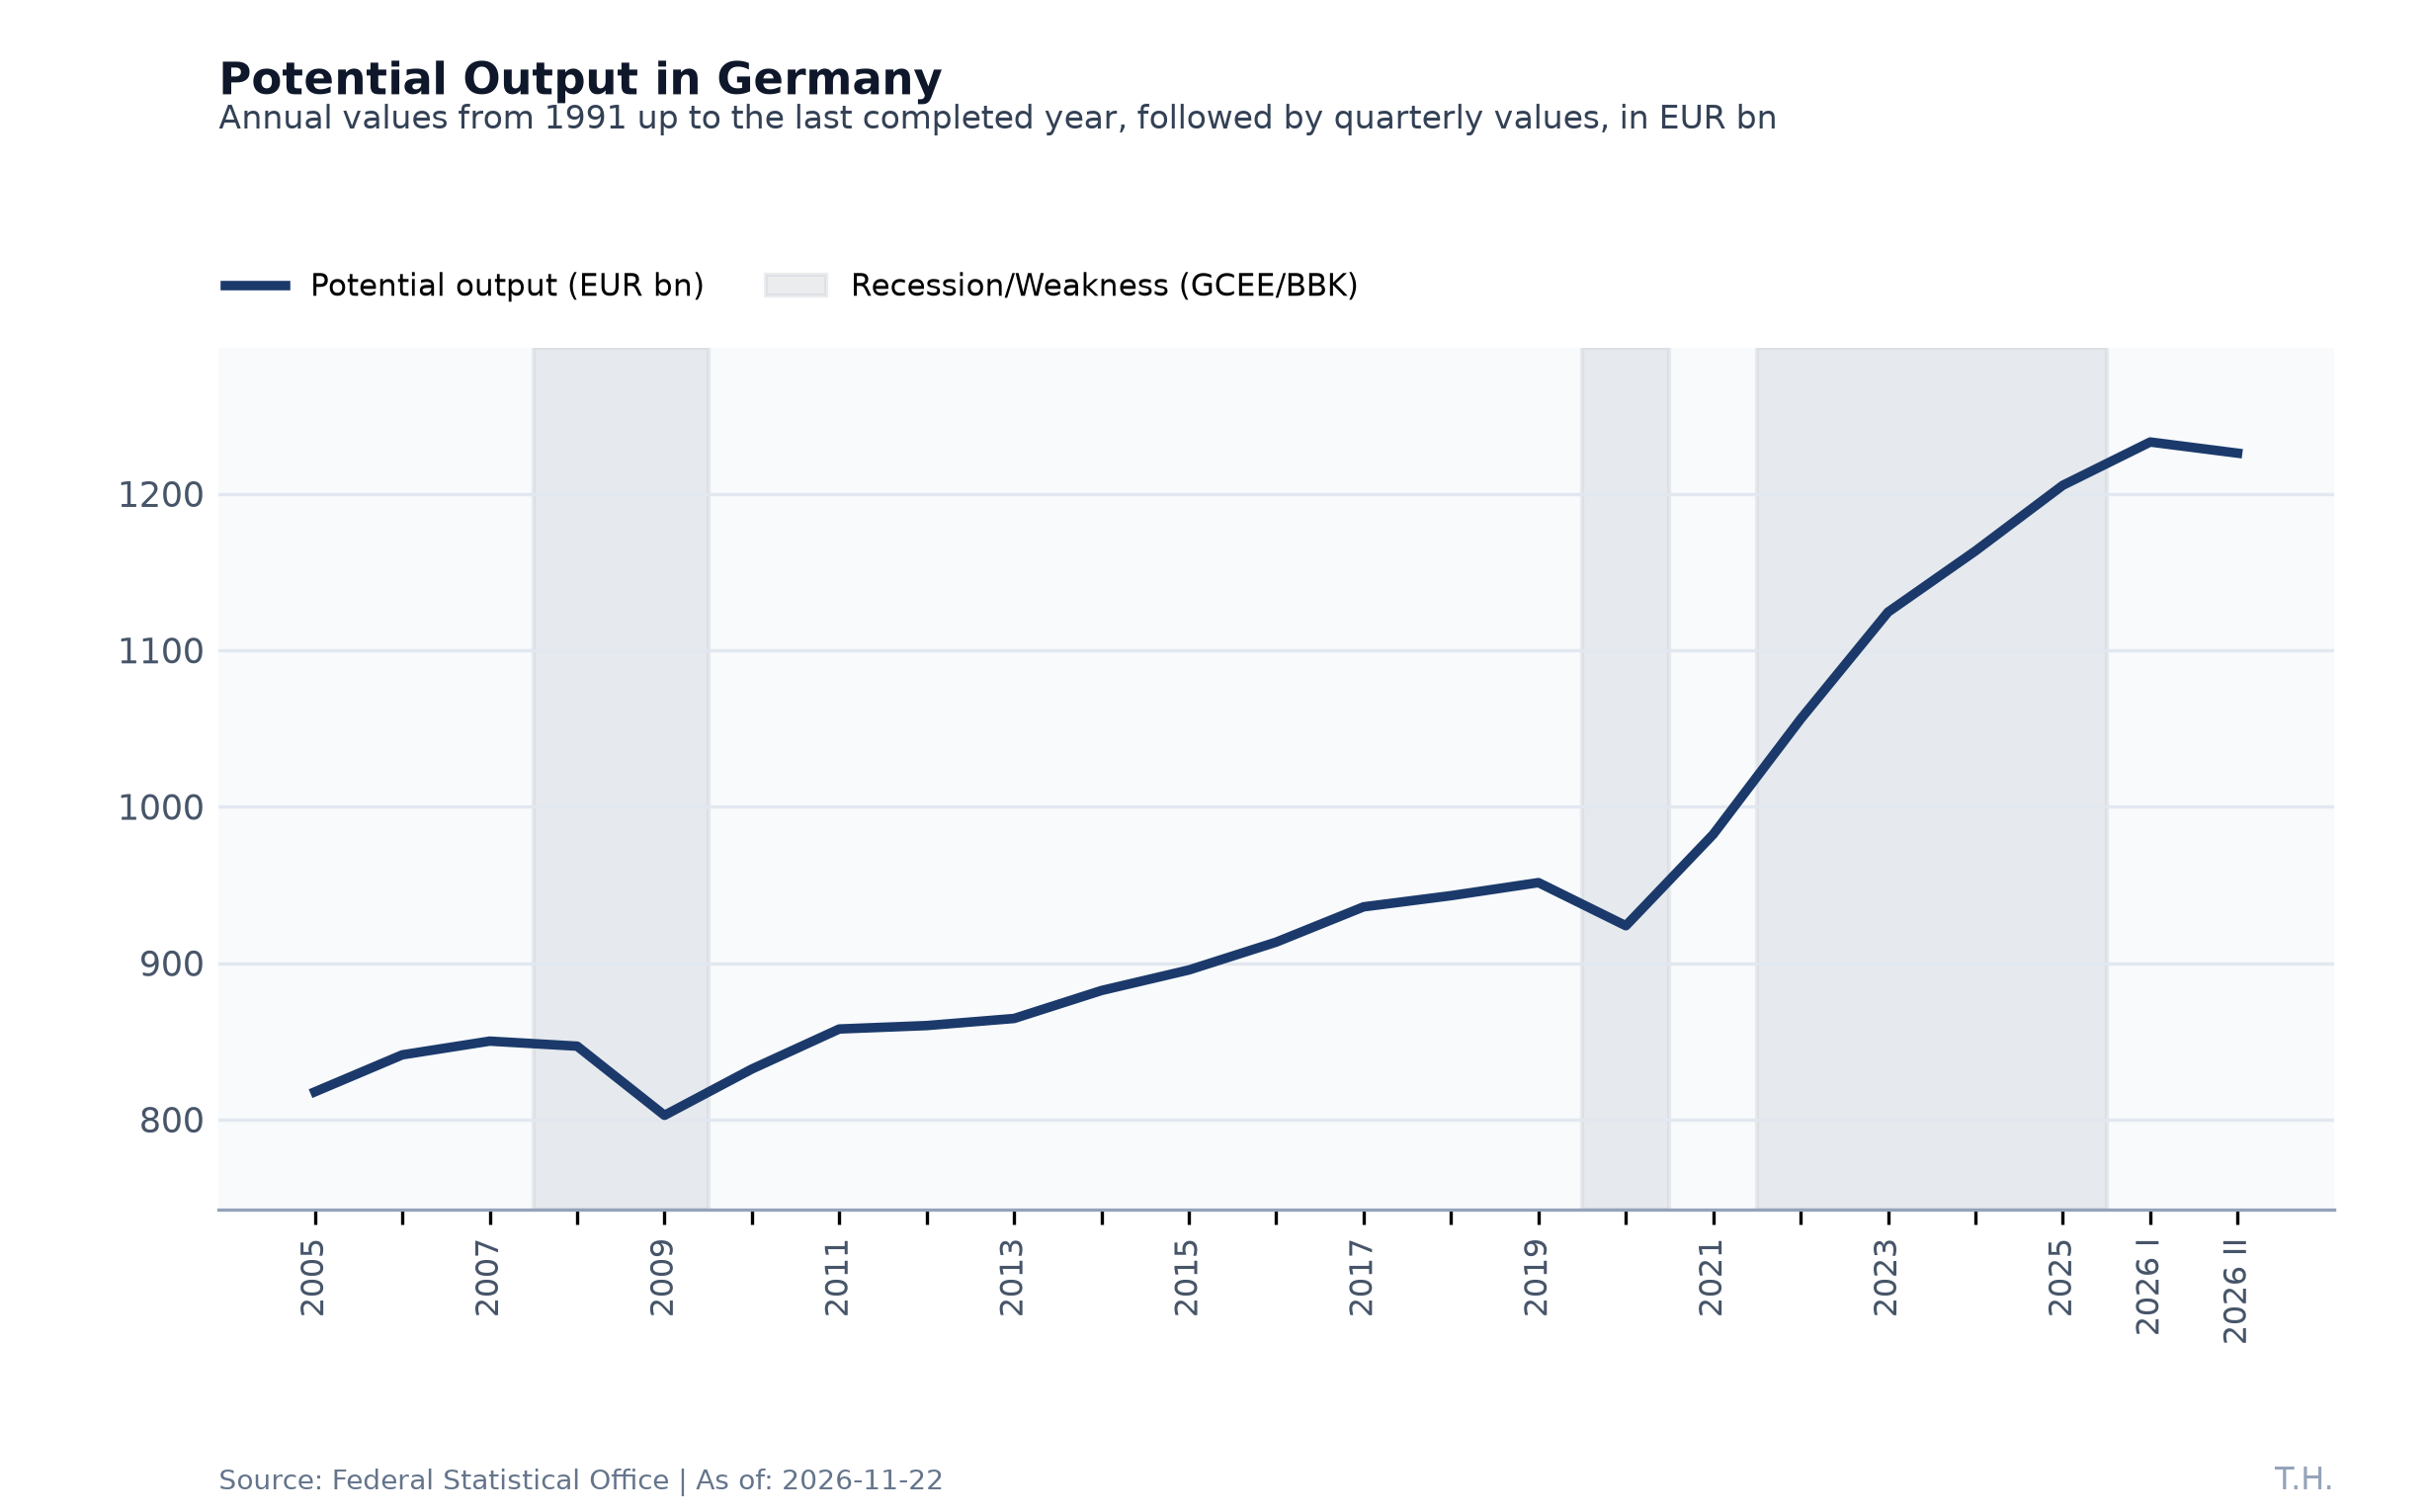 Potential Output in Germany
Annual values from 1991 up to the last completed year, followed by quarterly values, in EUR bn
Potential output (EUR bn)
Recession/Weakness (GCEE/BBK)
1200
1100
1000
900
800
2005
2007
2009
2011
2013
2015
2017
2019
2021
2023
2025
2026 I
2026 II
Source: Federal Statistical Office | As of: 2026-11-22
T.H.